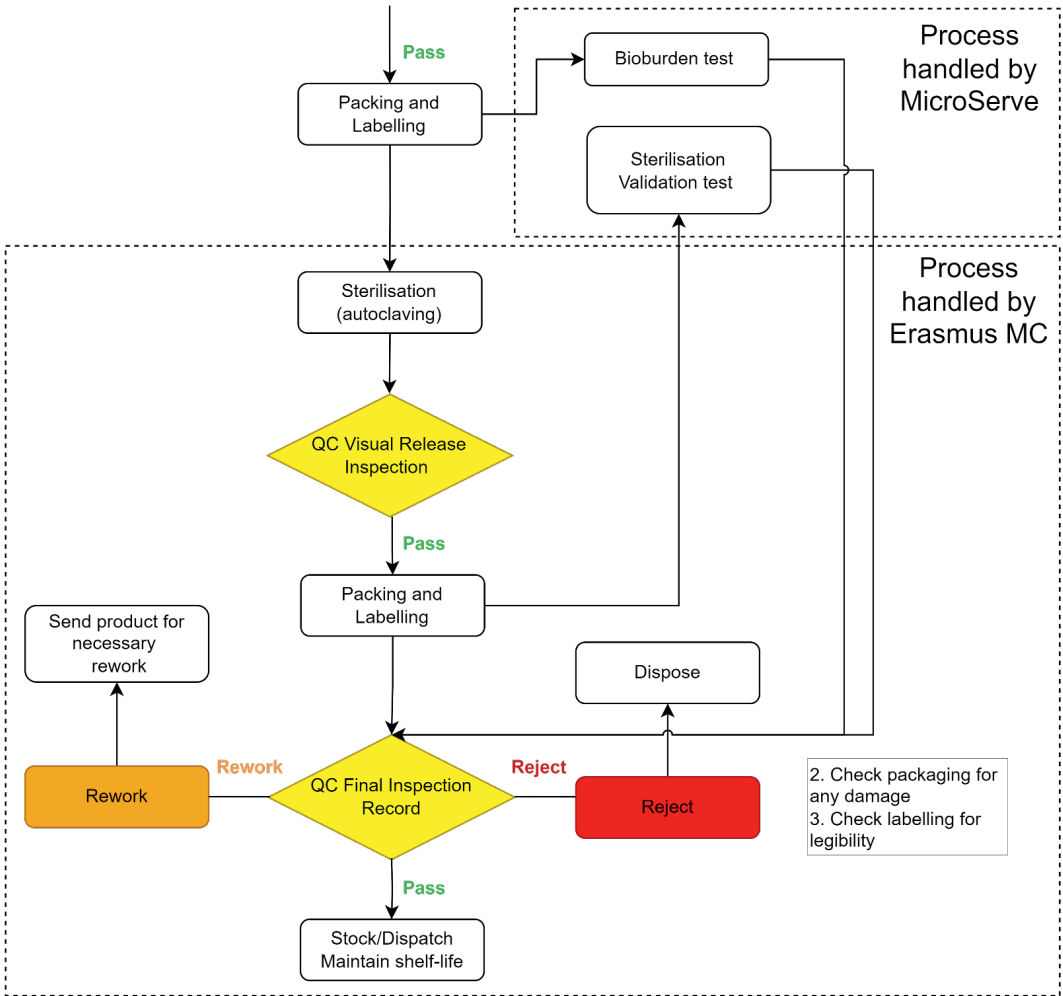 Pass
Packing and
Labelling
Bioburden test
Sterilisation
Validation test
Process
handled by
MicroServe
Process
handled by
Erasmus MC
Sterilisation
(autoclaving)
QC Visual Release
Inspection
Pass
Packing and
Labelling
Send product for
necessary
rework
Dispose
Rework
Rework
QC Final Inspection
Record
Reject
Reject
2. Check packaging for
any damage
3. Check labelling for
legibility
Pass
Stock/Dispatch
Maintain shelf-life